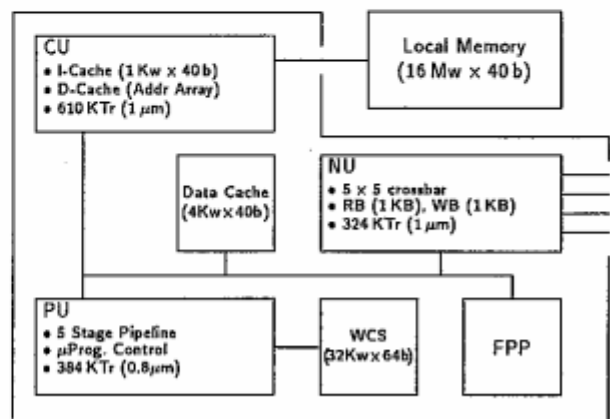 CU
• I-Cache (1 Kw x 40 b)
• D-Cache (Addr Array)
• 610 KTr (1 μm)
Local Memory
(16 Mw x 40 b)
Data Cache
(4Kw x 40b)
NU
• 5 × 5 crossbar
• RB (1 KB), WB (1 KB)
• 324 KTr (1 μm)
PU
• 5 Stage Pipeline
• μProg. Control
• 384 KTr (0.8μm)
WCS
(32Kw x 64b)
FPP